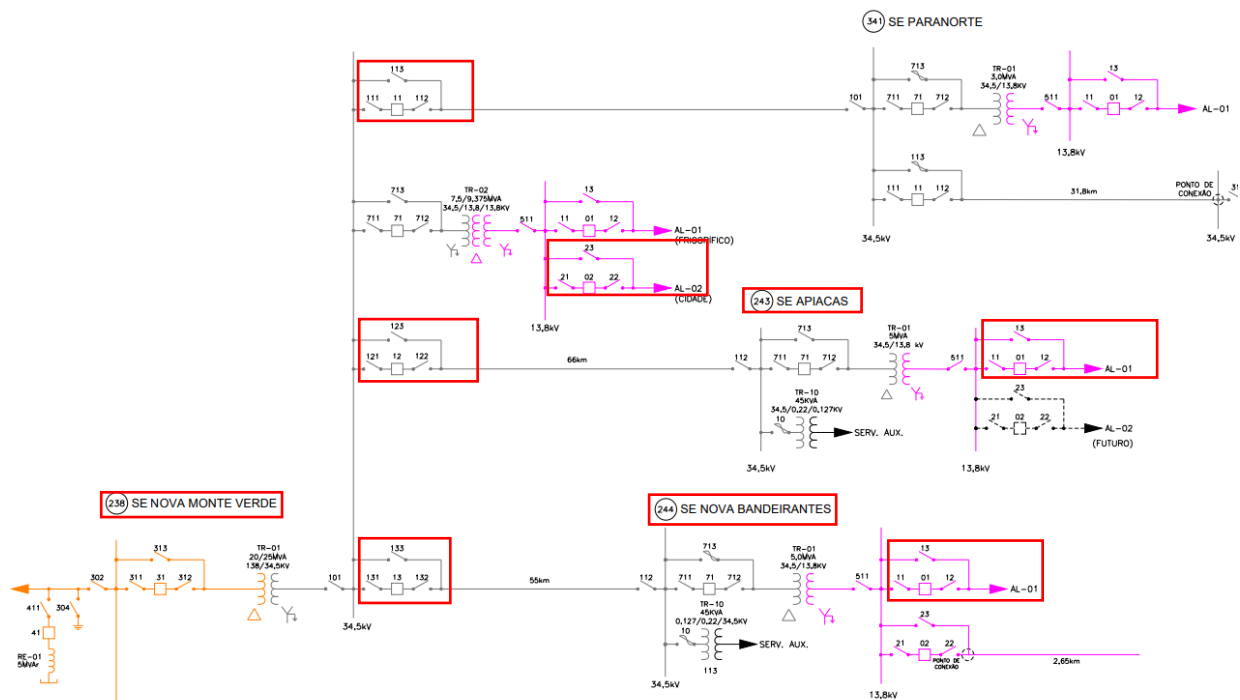 341 SE PARANORTE
113
111 11 112
101
713
711 71 712
TR-01
3,0MVA
34,5/13,8KV
511
13
11 01 12
AL-01
13,8kV
113
111 11 112
31,8km
PONTO DE
CONEXÃO
34,5kV
34,5kV
713
711 71 712
TR-02
7,5/9,375MVA
34,5/13,8/13,8KV
511
13
11 01 12
AL-01
(FRIGORÍFICO)
23
21 02 22
AL-02
(CIDADE)
13,8kV
243 SE APIACAS
123
121 12 122
66km
112
713
711 71 712
TR-01
5MVA
34,5/13,8 kV
511
13
11 01 12
AL-01
TR-10
45KVA
34,5/0,22/0,127KV
10
SERV. AUX.
23
21 02 22
AL-02
(FUTURO)
34,5kV
13,8kV
238 SE NOVA MONTE VERDE
244 SE NOVA BANDEIRANTES
302
313
311 31 312
TR-01
20/25MVA
138/34,5KV
101
133
131 13 132
55km
112
713
711 71 712
TR-01
5,0MVA
34,5/13,8KV
511
13
11 01 12
AL-01
411
304
41
RE-01
5MVAr
34,5kV
TR-10
45KVA
0,127/0,22/34,5KV
10
SERV. AUX.
113
23
21 02 22
PONTO DE
CONEXÃO
2,65km
34,5kV
13,8kV